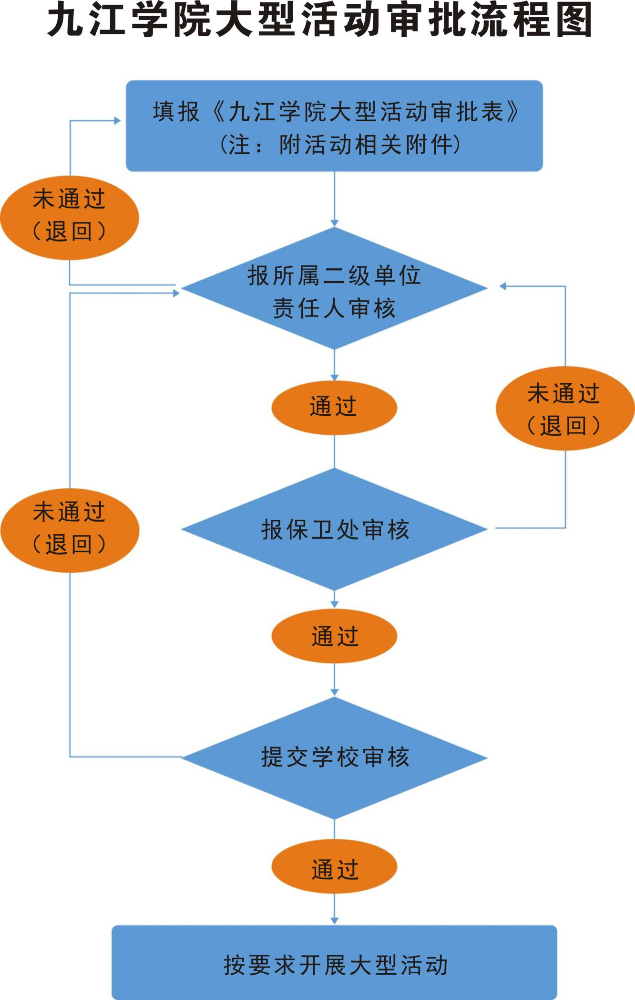 九江学院大型活动审批流程图
填报《九江学院大型活动审批表》
(注：附活动相关附件)
未通过
（退回）
报所属二级单位
责任人审核
通过
未通过
（退回）
未通过
（退回）
报保卫处审核
通过
提交学校审核
通过
按要求开展大型活动